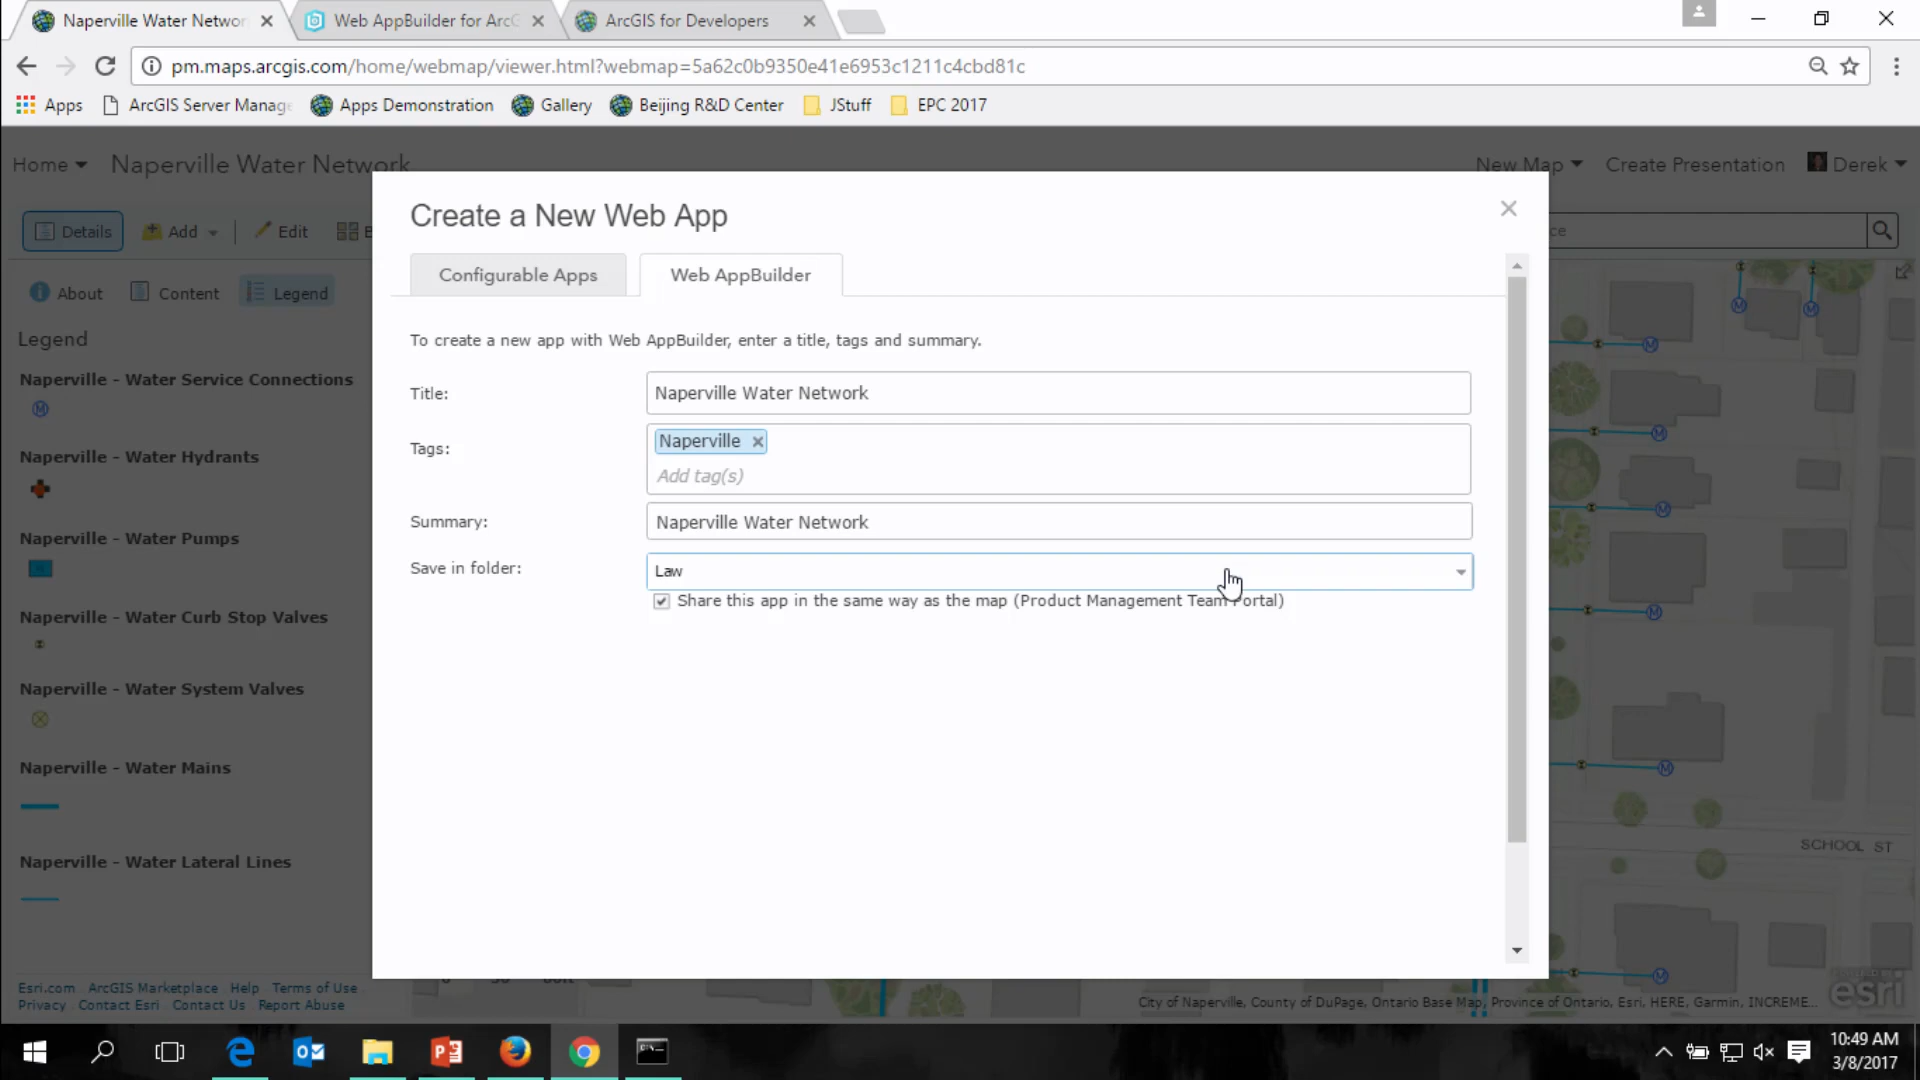 Naperville Water Networ
Web AppBuilder for ArcG
ArcGIS for Developers
pm.maps.arcgis.com/home/webmap/viewer.html?webmap=5a62c0b9350e41e6953c1211c4cbd81c
Apps
ArcGIS Server Manage
Apps Demonstration
Gallery
Beijing R&D Center
JStuff
EPC 2017
Home
Naperville Water Network
New Map
Create Presentation
Derek
Details
Add
Edit
About
Content
Legend
Legend
Naperville - Water Service Connections
Naperville - Water Hydrants
Naperville - Water Pumps
Naperville - Water Curb Stop Valves
Naperville - Water System Valves
Naperville - Water Mains
Naperville - Water Lateral Lines
Esri.com ArcGIS Marketplace Help Terms of Use
Privacy Contact Esri Contact Us Report Abuse
Create a New Web App
Configurable Apps
Web AppBuilder
To create a new app with Web AppBuilder, enter a title, tags and summary.
Title:
Naperville Water Network
Tags:
Naperville
Add tag(s)
Summary:
Naperville Water Network
Save in folder:
Law
Share this app in the same way as the map (Product Management Team Portal)
SCHOOL ST
City of Naperville, County of DuPage, Ontario Base Map, Province of Ontario, Esri, HERE, Garmin, INCREME...
esri
10:49 AM
3/8/2017